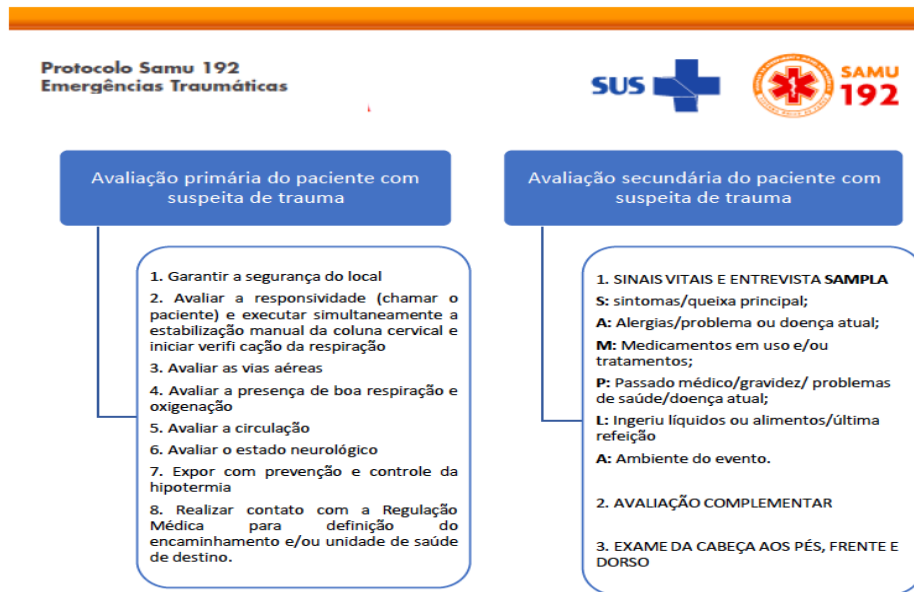 Protocolo Samu 192
Emergências Traumáticas
SUS
SAMU
192
Avaliação primária do paciente com
suspeita de trauma
1. Garantir a segurança do local
2. Avaliar a responsividade (chamar o
paciente) e executar simultaneamente a
estabilização manual da coluna cervical e
iniciar verifi cação da respiração
3. Avaliar as vias aéreas
4. Avaliar a presença de boa respiração e
oxigenação
5. Avaliar a circulação
6. Avaliar o estado neurológico
7. Expor com prevenção e controle da
hipotermia
8. Realizar contato com a Regulação
Médica para definição do
encaminhamento e/ou unidade de saúde
de destino.
Avaliação secundária do paciente com
suspeita de trauma
1. SINAIS VITAIS E ENTREVISTA SAMPLA
S: sintomas/queixa principal;
A: Alergias/problema ou doença atual;
M: Medicamentos em uso e/ou
tratamentos;
P: Passado médico/gravidez/ problemas
de saúde/doença atual;
L: Ingeriu líquidos ou alimentos/última
refeição
A: Ambiente do evento.
2. AVALIAÇÃO COMPLEMENTAR
3. EXAME DA CABEÇA AOS PÉS, FRENTE E
DORSO